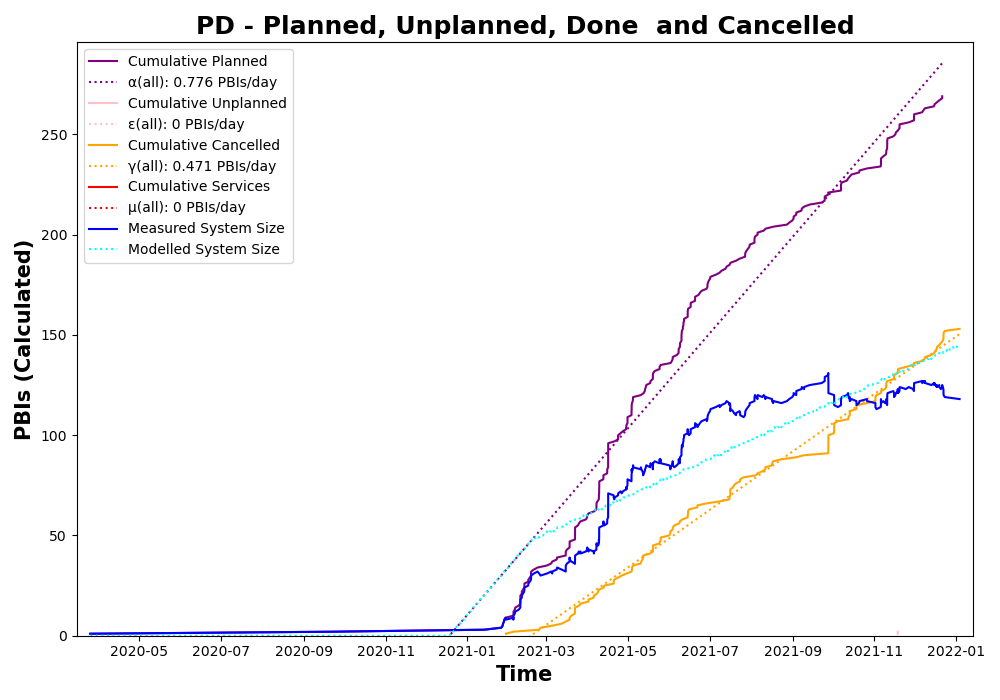 PD - Planned, Unplanned, Done  and Cancelled
Cumulative Planned
α(all): 0.776 PBIs/day
Cumulative Unplanned
ε(all): 0 PBIs/day
Cumulative Cancelled
γ(all): 0.471 PBIs/day
Cumulative Services
μ(all): 0 PBIs/day
Measured System Size
Modelled System Size
PBIs (Calculated)
250
200
150
100
50
0
2020-05 2020-07 2020-09 2020-11 2021-01 2021-03 2021-05 2021-07 2021-09 2021-11 2022-01
Time